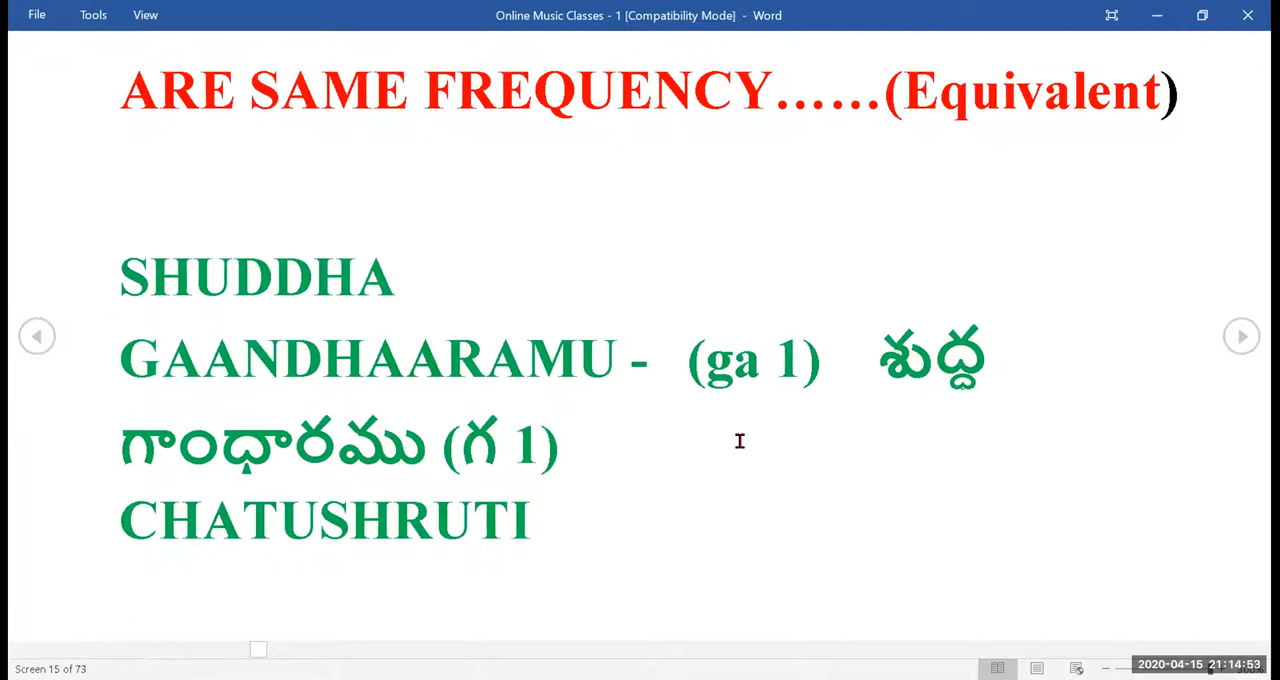 File Tools View Online Music Classes - 1 [Compatibility Mode] - Word
ARE SAME FREQUENCY......(Equivalent)
SHUDDHA
GAANDHAARAMU - (ga 1) శుద్ధ
గాంధారము (గ 1)
CHATUSHRUTI
Screen 15 of 73
2020-04-15 21:14:53